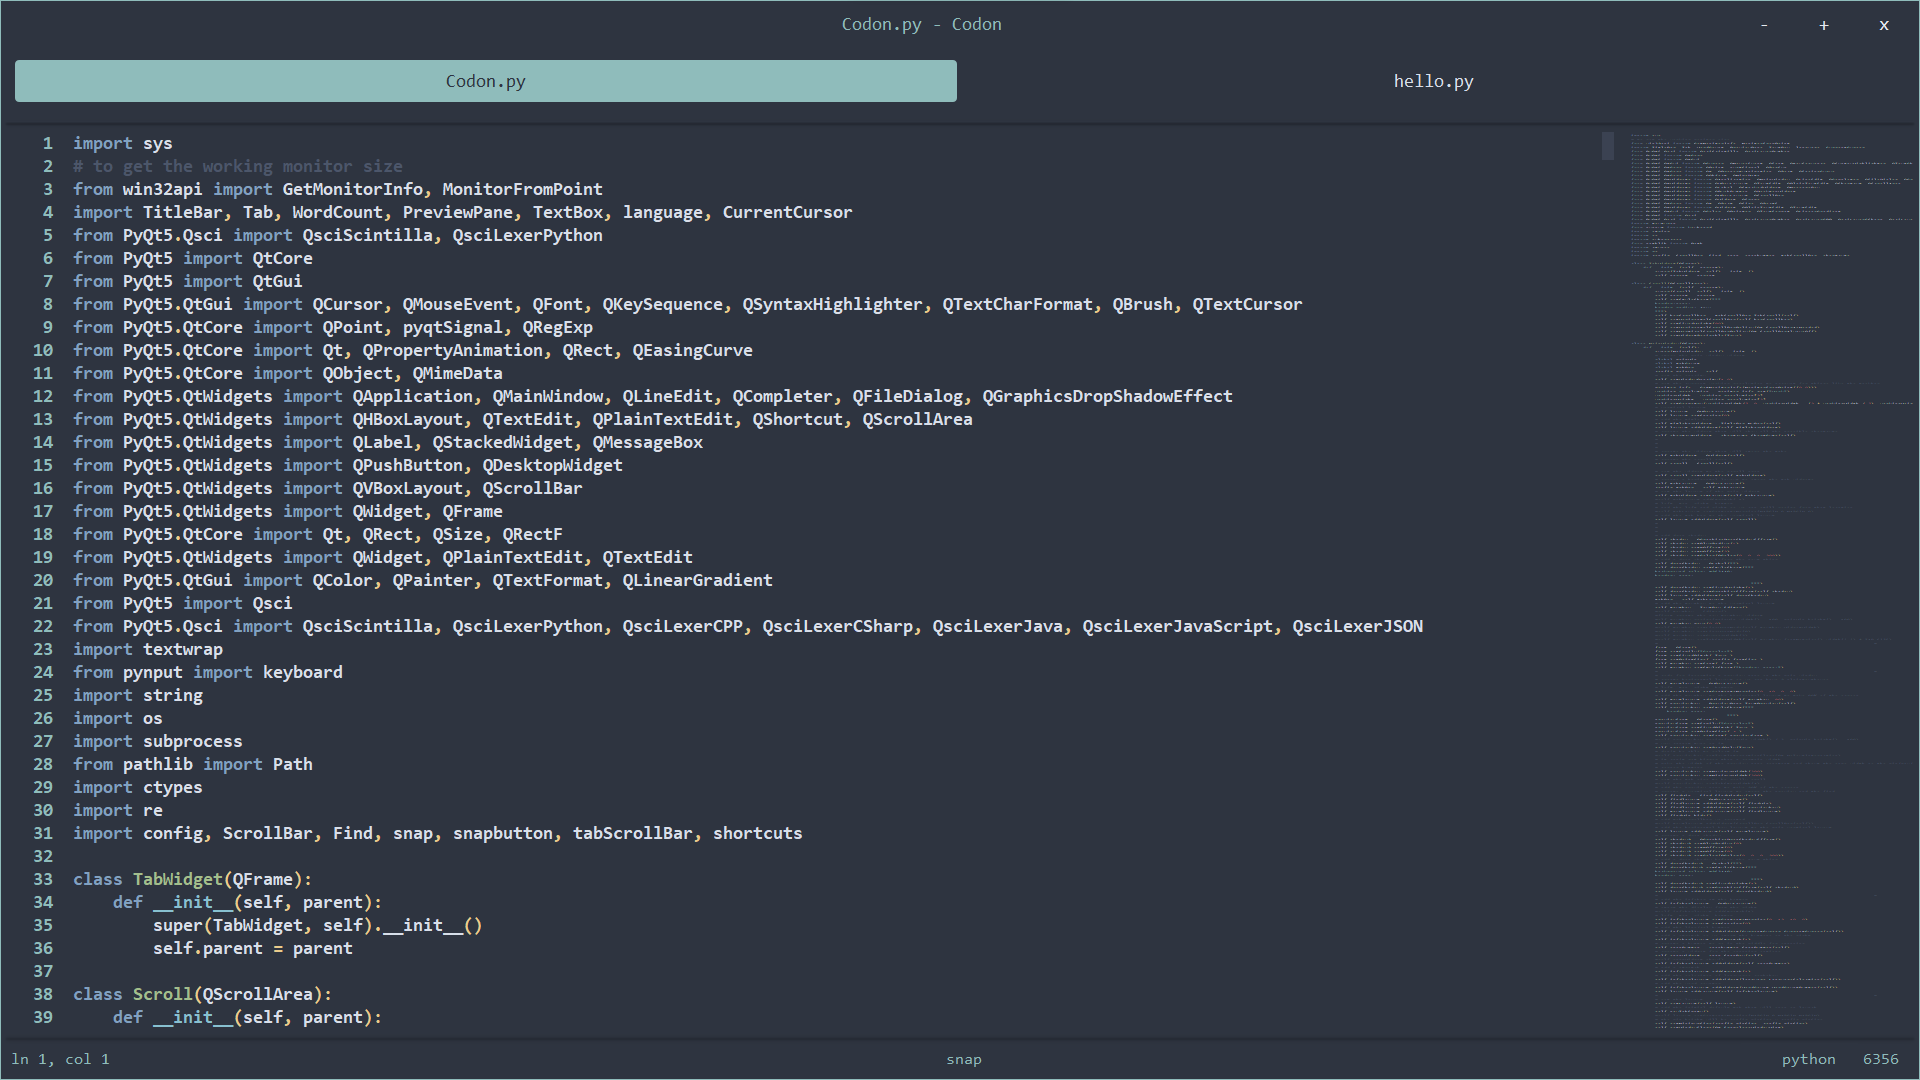 Codon.py - Codon
- + x
Codon.py hello.py
1 import sys
2 # to get the working monitor size
3 from win32api import GetMonitorInfo, MonitorFromPoint
4 import TitleBar, Tab, WordCount, PreviewPane, TextBox, language, CurrentCursor
5 from PyQt5.Qsci import QsciScintilla, QsciLexerPython
6 from PyQt5 import QtCore
7 from PyQt5 import QtGui
8 from PyQt5.QtGui import QCursor, QMouseEvent, QFont, QKeySequence, QSyntaxHighlighter, QTextCharFormat, QBrush, QTextCursor
9 from PyQt5.QtCore import QPoint, pyqtSignal, QRegExp
10 from PyQt5.QtCore import Qt, QPropertyAnimation, QRect, QEasingCurve
11 from PyQt5.QtCore import QObject, QMimeData
12 from PyQt5.QtWidgets import QApplication, QMainWindow, QLineEdit, QCompleter, QFileDialog, QGraphicsDropShadowEffect
13 from PyQt5.QtWidgets import QHBoxLayout, QTextEdit, QPlainTextEdit, QShortcut, QScrollArea
14 from PyQt5.QtWidgets import QLabel, QStackedWidget, QMessageBox
15 from PyQt5.QtWidgets import QPushButton, QDesktopWidget
16 from PyQt5.QtWidgets import QVBoxLayout, QScrollBar
17 from PyQt5.QtWidgets import QWidget, QFrame
18 from PyQt5.QtCore import Qt, QRect, QSize, QRectF
19 from PyQt5.QtWidgets import QWidget, QPlainTextEdit, QTextEdit
20 from PyQt5.QtGui import QColor, QPainter, QTextFormat, QLinearGradient
21 from PyQt5 import Qsci
22 from PyQt5.Qsci import QsciScintilla, QsciLexerPython, QsciLexerCPP, QsciLexerCSharp, QsciLexerJava, QsciLexerJavaScript, QsciLexerJSON
23 import textwrap
24 from pynput import keyboard
25 import string
26 import os
27 import subprocess
28 from pathlib import Path
29 import ctypes
30 import re
31 import config, ScrollBar, Find, snap, snapbutton, tabScrollBar, shortcuts
32
33 class TabWidget(QFrame):
34     def __init__(self, parent):
35         super(TabWidget, self).__init__()
36         self.parent = parent
37
38 class Scroll(QScrollArea):
39     def __init__(self, parent):
ln 1, col 1 snap python 6356